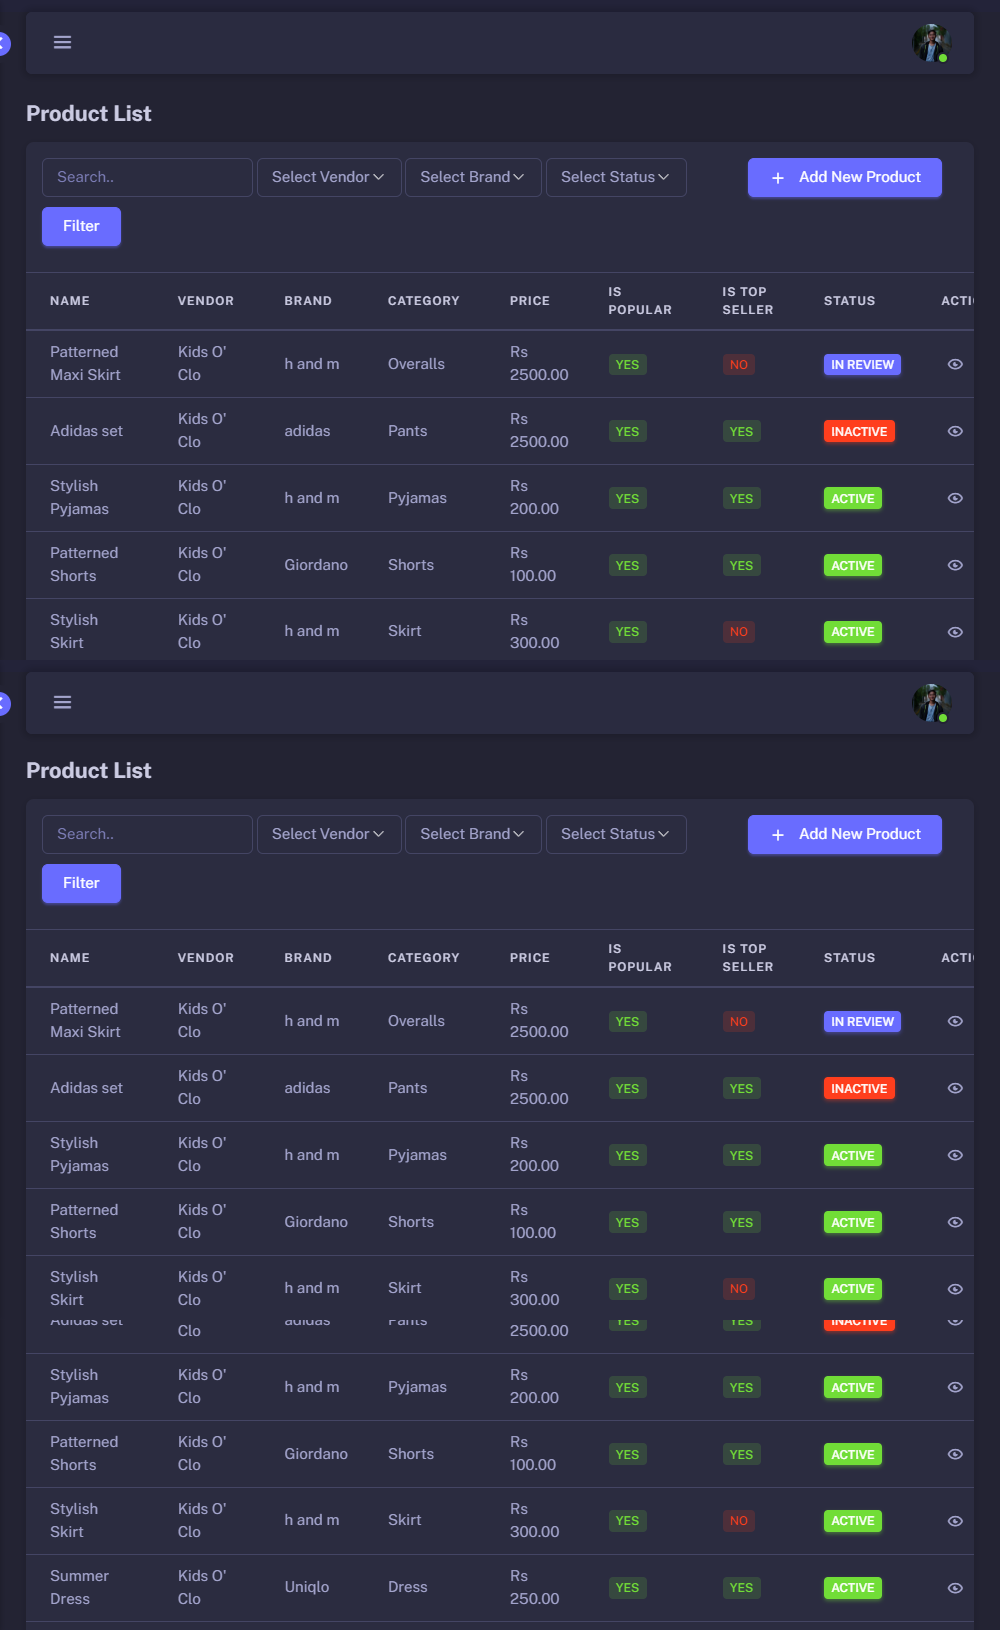 Product List
Search..
Select Vendor
Select Brand
Select Status
+ Add New Product
Filter
NAME VENDOR BRAND CATEGORY PRICE IS POPULAR IS TOP SELLER STATUS ACTI
Patterned Maxi Skirt Kids O' Clo h and m Overalls Rs 2500.00 YES NO IN REVIEW
Adidas set Kids O' Clo adidas Pants Rs 2500.00 YES YES INACTIVE
Stylish Pyjamas Kids O' Clo h and m Pyjamas Rs 200.00 YES YES ACTIVE
Patterned Shorts Kids O' Clo Giordano Shorts Rs 100.00 YES YES ACTIVE
Stylish Skirt Kids O' Clo h and m Skirt Rs 300.00 YES NO ACTIVE
Product List
Search..
Select Vendor
Select Brand
Select Status
+ Add New Product
Filter
NAME VENDOR BRAND CATEGORY PRICE IS POPULAR IS TOP SELLER STATUS ACTI
Patterned Maxi Skirt Kids O' Clo h and m Overalls Rs 2500.00 YES NO IN REVIEW
Adidas set Kids O' Clo adidas Pants Rs 2500.00 YES YES INACTIVE
Stylish Pyjamas Kids O' Clo h and m Pyjamas Rs 200.00 YES YES ACTIVE
Patterned Shorts Kids O' Clo Giordano Shorts Rs 100.00 YES YES ACTIVE
Stylish Skirt Kids O' Clo h and m Skirt Rs 300.00 YES NO ACTIVE
Adidas set Clo adidas Pants 2500.00 YES YES INACTIVE
Stylish Pyjamas Kids O' Clo h and m Pyjamas Rs 200.00 YES YES ACTIVE
Patterned Shorts Kids O' Clo Giordano Shorts Rs 100.00 YES YES ACTIVE
Stylish Skirt Kids O' Clo h and m Skirt Rs 300.00 YES NO ACTIVE
Summer Dress Kids O' Clo Uniqlo Dress Rs 250.00 YES YES ACTIVE